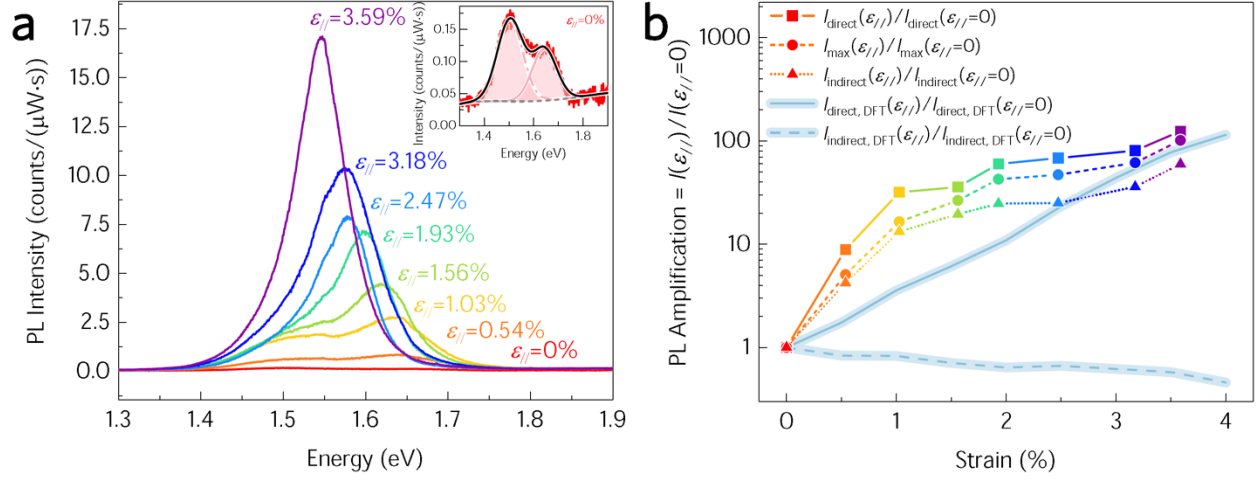 a
PL Intensity (counts/(μW·s))
17.5
15.0
12.5
10.0
7.5
5.0
2.5
0.0
1.3
1.4
1.5
1.6
1.7
1.8
1.9
Energy (eV)
ε//=3.59%
ε//=3.18%
ε//=2.47%
ε//=1.93%
ε//=1.56%
ε//=1.03%
ε//=0.54%
ε//=0%
Intensity (counts/(μW·s))
0.15
0.10
0.05
0.00
1.4
1.6
1.8
Energy (eV)
ε//=0%
b
PL Amplification = I(ε//)/I(ε//=0)
1000
100
10
1
0
1
2
3
4
Strain (%)
Idirect(ε//)/Idirect(ε//=0)
Imax(ε//)/Imax(ε//=0)
Iindirect(ε//)/Iindirect(ε//=0)
Idirect, DFT(ε//)/Idirect, DFT(ε//=0)
Iindirect, DFT(ε//)/Iindirect, DFT(ε//=0)